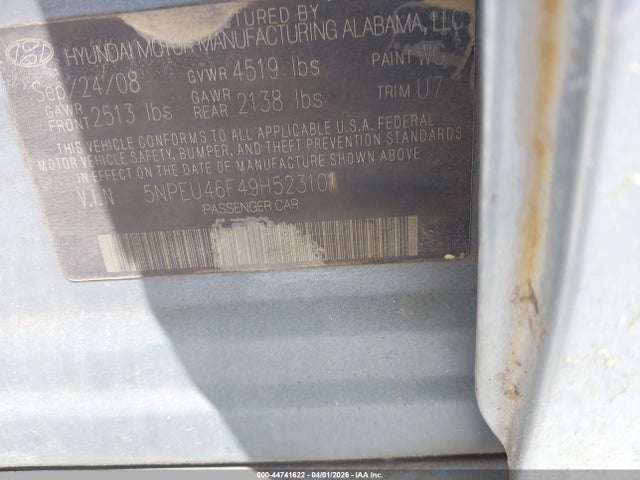 MANUFACTURED BY
HYUNDAI MOTOR MANUFACTURING ALABAMA, LLC
Sep/24/08 GVWR 4519 lbs PAINT WG
GAWR FRONT 2513 lbs GAWR REAR 2138 lbs TRIM U7
THIS VEHICLE CONFORMS TO ALL APPLICABLE U.S.A. FEDERAL
MOTOR VEHICLE SAFETY, BUMPER, AND THEFT PREVENTION STANDARDS
IN EFFECT ON THE DATE OF MANUFACTURE SHOWN ABOVE
V.I.N 5NPEU46F49H523101
PASSENGER CAR
000-44741622 - 04/01/2026 - IAA Inc.